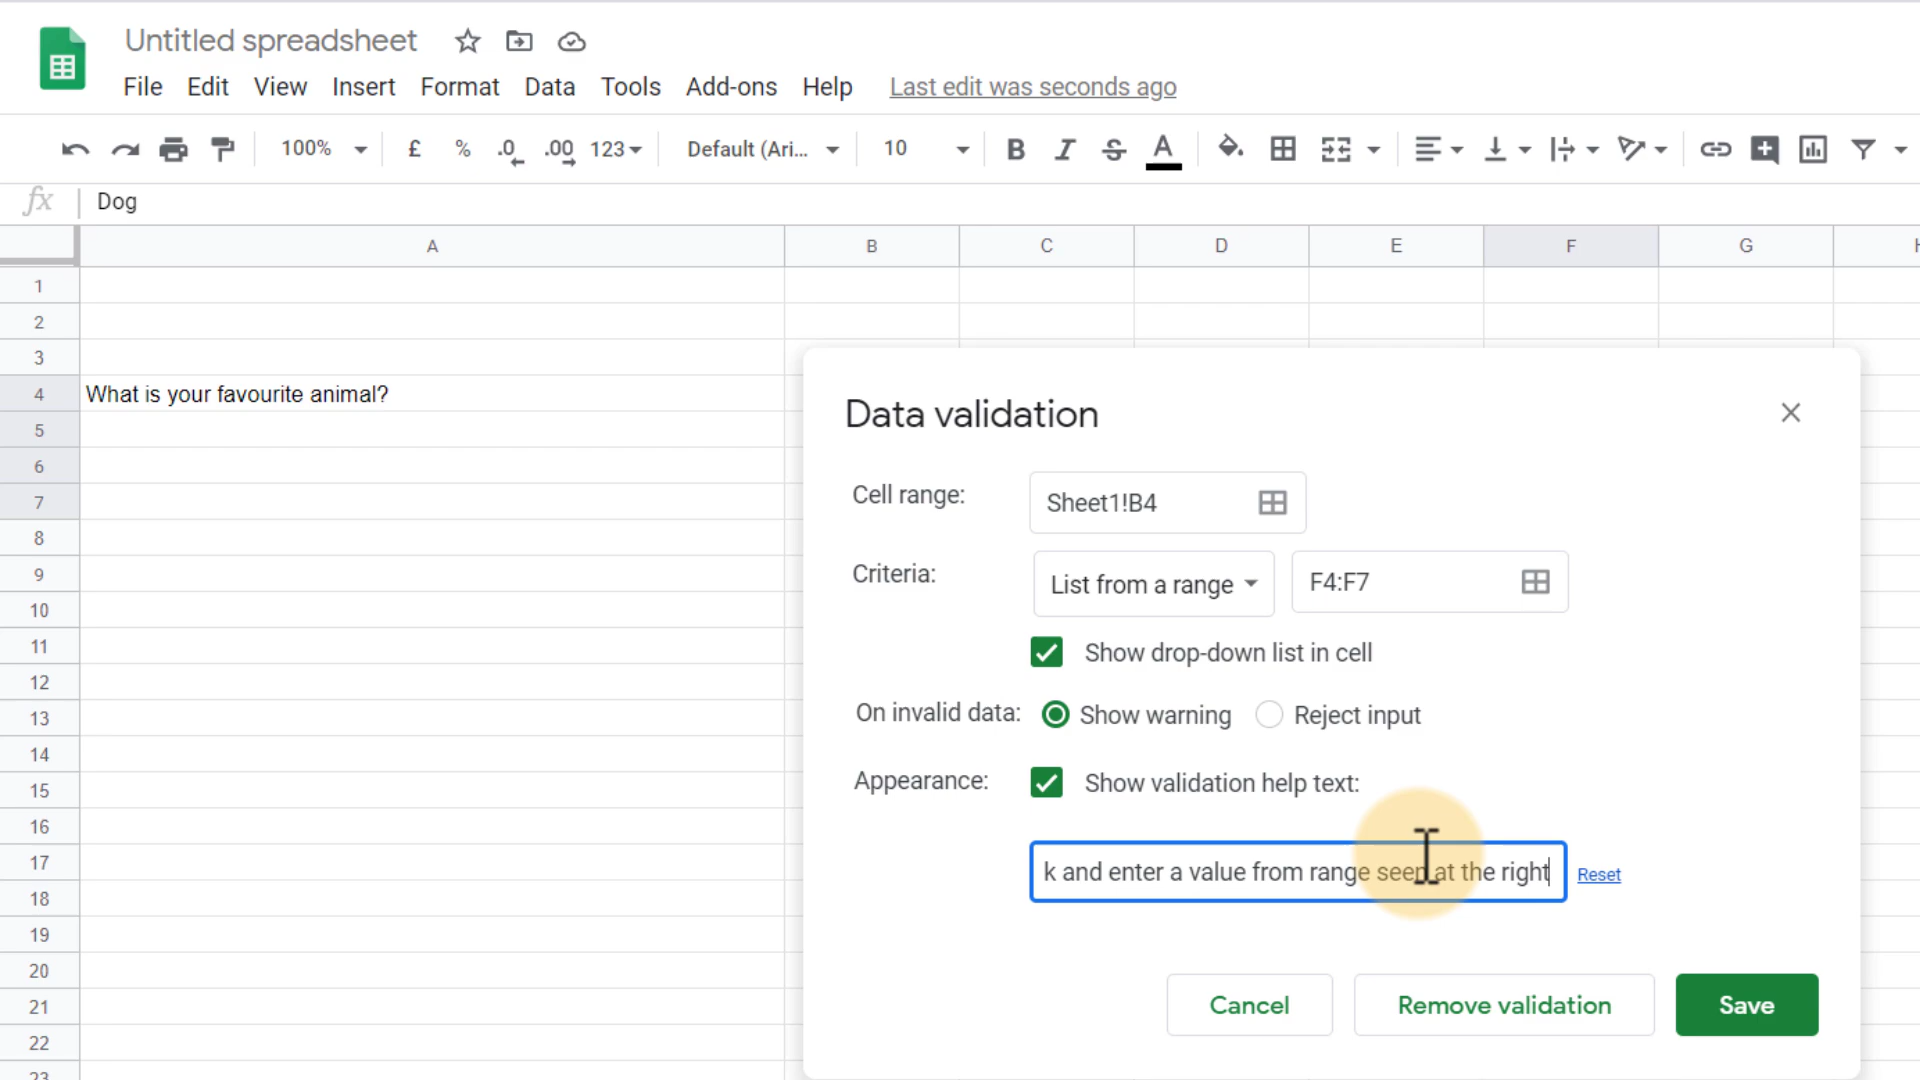 Untitled spreadsheet
File Edit View Insert Format Data Tools Add-ons Help Last edit was seconds ago
100% £ % .0 .00 123 Default (Ari... 10 B I S A
fx Dog
A B C D E F G
1
2
3
4 What is your favourite animal?
5
6
7
8
9
10
11
12
13
14
15
16
17
18
19
20
21
22
23
Data validation
Cell range: Sheet1!B4
Criteria: List from a range F4:F7
Show drop-down list in cell
On invalid data: Show warning Reject input
Appearance: Show validation help text:
k and enter a value from range seen at the right Reset
Cancel Remove validation Save